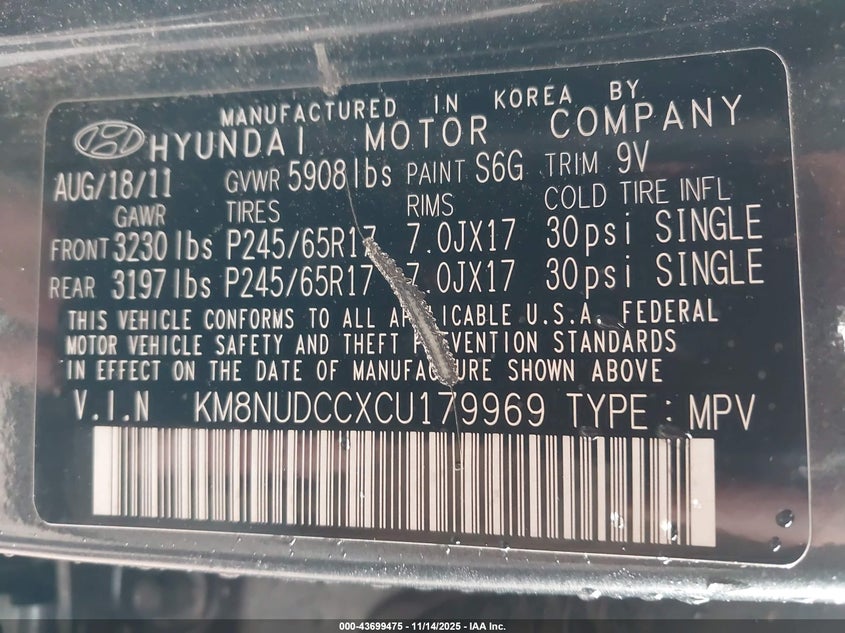 MANUFACTURED IN KOREA BY
HYUNDAI MOTOR COMPANY
AUG/18/11 GVWR 5908lbs PAINT S6G TRIM 9V
GAWR TIRES RIMS COLD TIRE INFL
FRONT 3230lbs P245/65R17 7.0JX17 30psi SINGLE
REAR 3197lbs P245/65R17 7.0JX17 30psi SINGLE
THIS VEHICLE CONFORMS TO ALL APPLICABLE U.S.A. FEDERAL
MOTOR VEHICLE SAFETY AND THEFT PREVENTION STANDARDS
IN EFFECT ON THE DATE OF MANUFACTURE SHOWN ABOVE
V.I.N KM8NUDCCXCU179969 TYPE : MPV
000-43699475 - 11/14/2025 - IAA Inc.